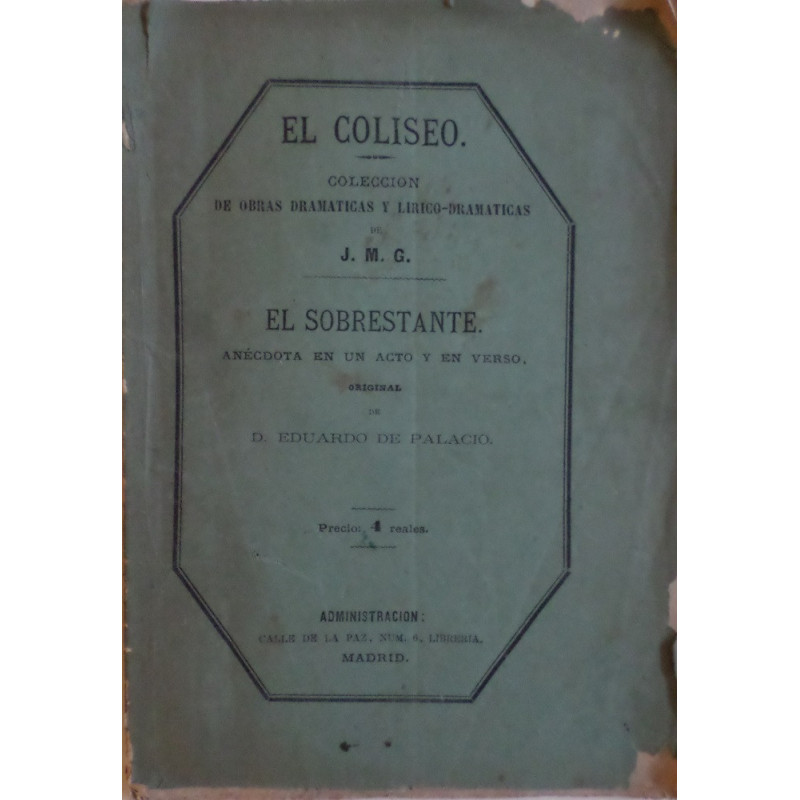 EL COLISEO.
COLECCION
DE OBRAS DRAMATICAS Y LIRICO-DRAMATICAS
DE
J. M. G.
EL SOBRESTANTE.
ANÉCDOTA EN UN ACTO Y EN VERSO,
ORIGINAL
DE
D. EDUARDO DE PALACIO.
Precio: 4 reales.
ADMINISTRACION:
CALLE DE LA PAZ, NUM. 6, LIBRERIA.
MADRID.